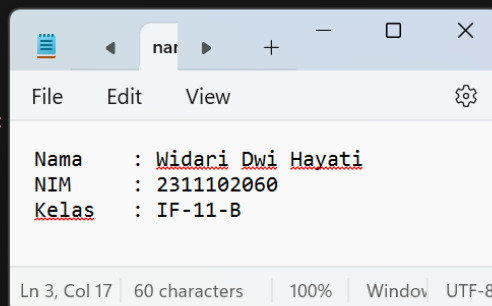 nar
File Edit View
Nama : Widari Dwi Hayati
NIM : 2311102060
Kelas : IF-11-B
Ln 3, Col 17 60 characters 100% Window UTF-8